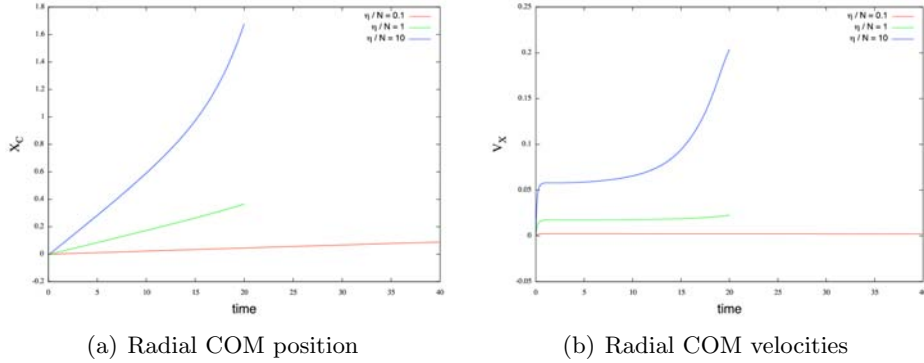 1.8
1.6
1.4
1.2
1
0.8
0.6
0.4
0.2
0
-0.2
X_C
0 5 10 15 20 25 30 35 40
time
η / N = 0.1
η / N = 1
η / N = 10
(a) Radial COM position
0.25
0.2
0.15
0.1
0.05
0
-0.05
v_X
0 5 10 15 20 25 30 35 40
time
η / N = 0.1
η / N = 1
η / N = 10
(b) Radial COM velocities